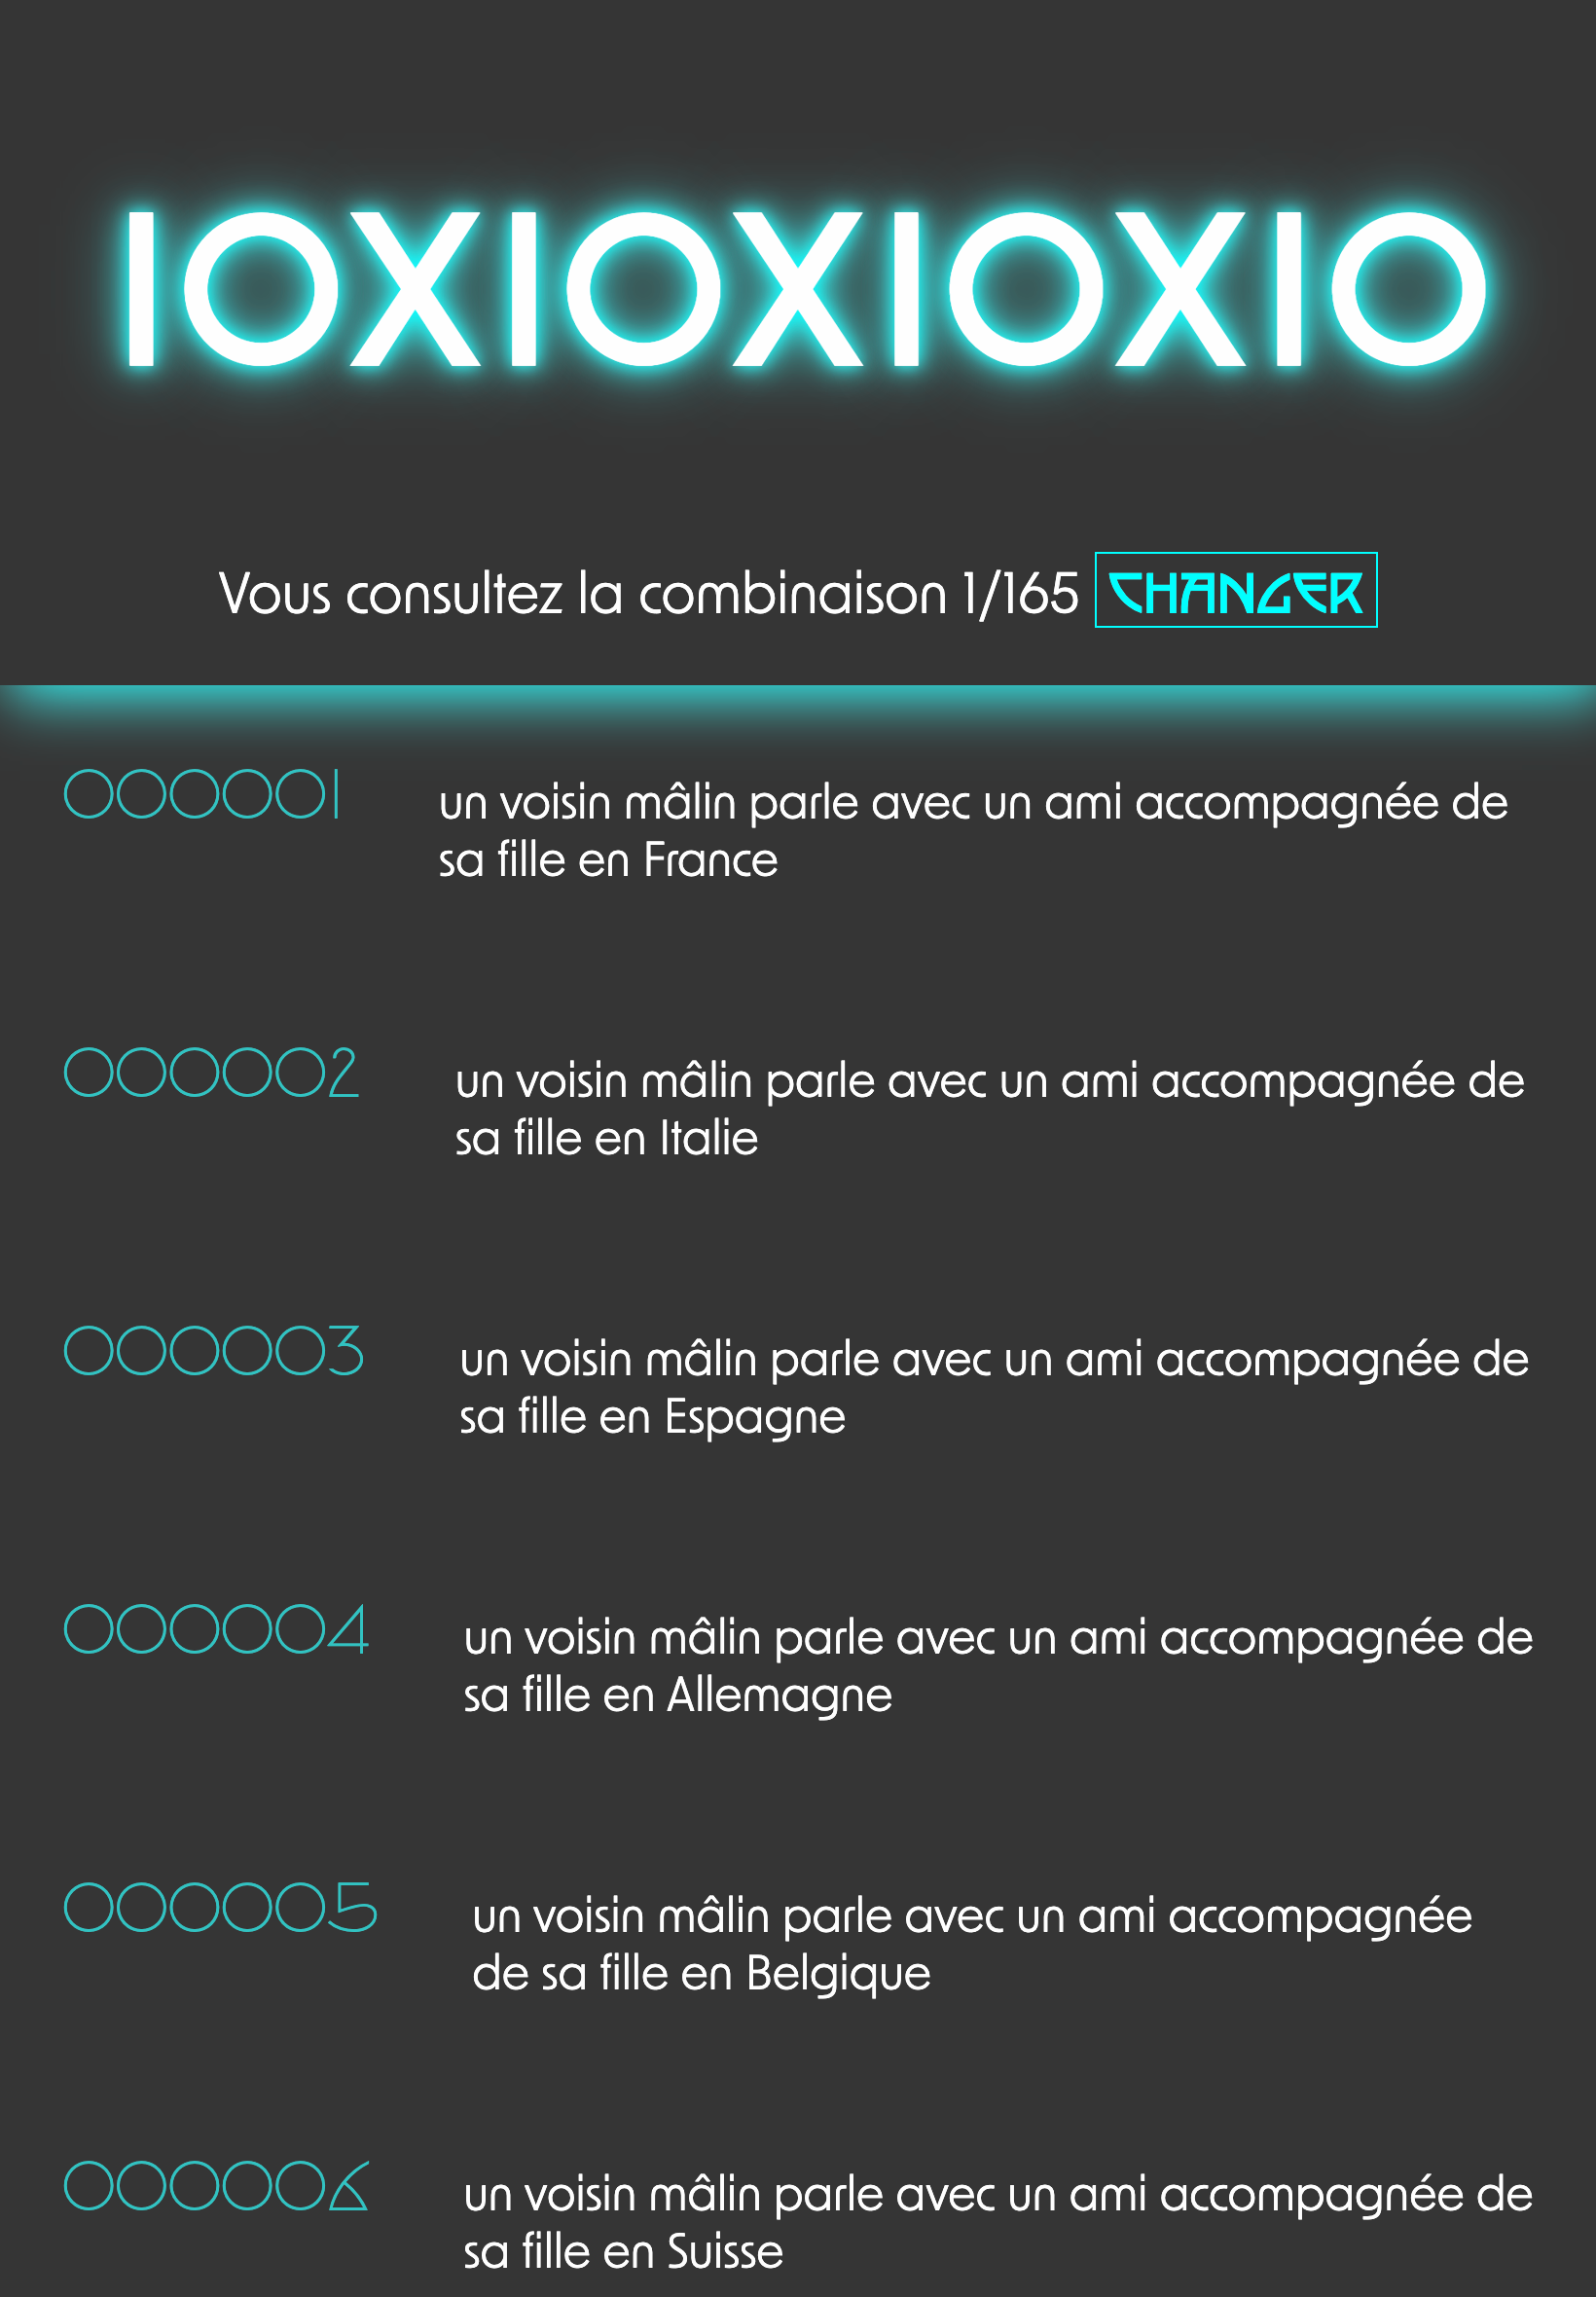 IOXIOXIOXIO
Vous consultez la combinaison 1/165 CHANGER
000001
un voisin mâlin parle avec un ami accompagnée de
sa fille en France
000002
un voisin mâlin parle avec un ami accompagnée de
sa fille en Italie
000003
un voisin mâlin parle avec un ami accompagnée de
sa fille en Espagne
000004
un voisin mâlin parle avec un ami accompagnée de
sa fille en Allemagne
000005
un voisin mâlin parle avec un ami accompagnée
de sa fille en Belgique
000006
un voisin mâlin parle avec un ami accompagnée de
sa fille en Suisse